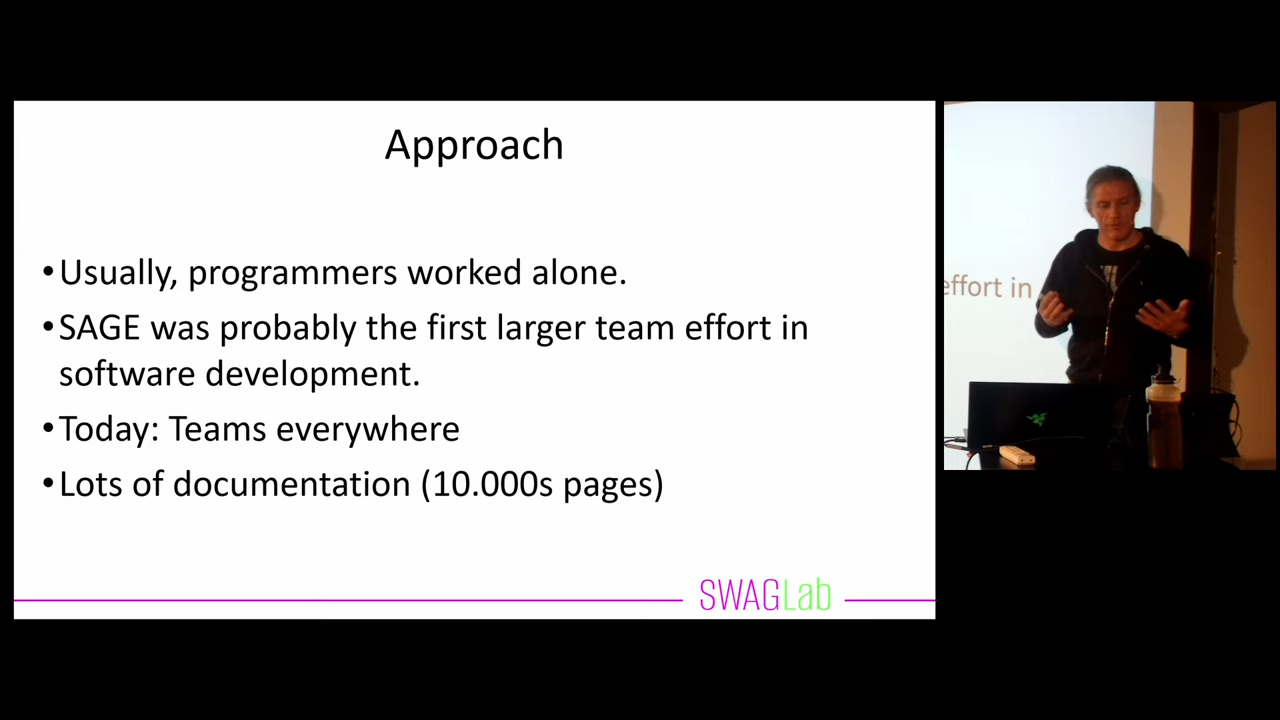 Approach
•Usually, programmers worked alone.
•SAGE was probably the first larger team effort in
software development.
•Today: Teams everywhere
•Lots of documentation (10.000s pages)
SWAGLab
effort in